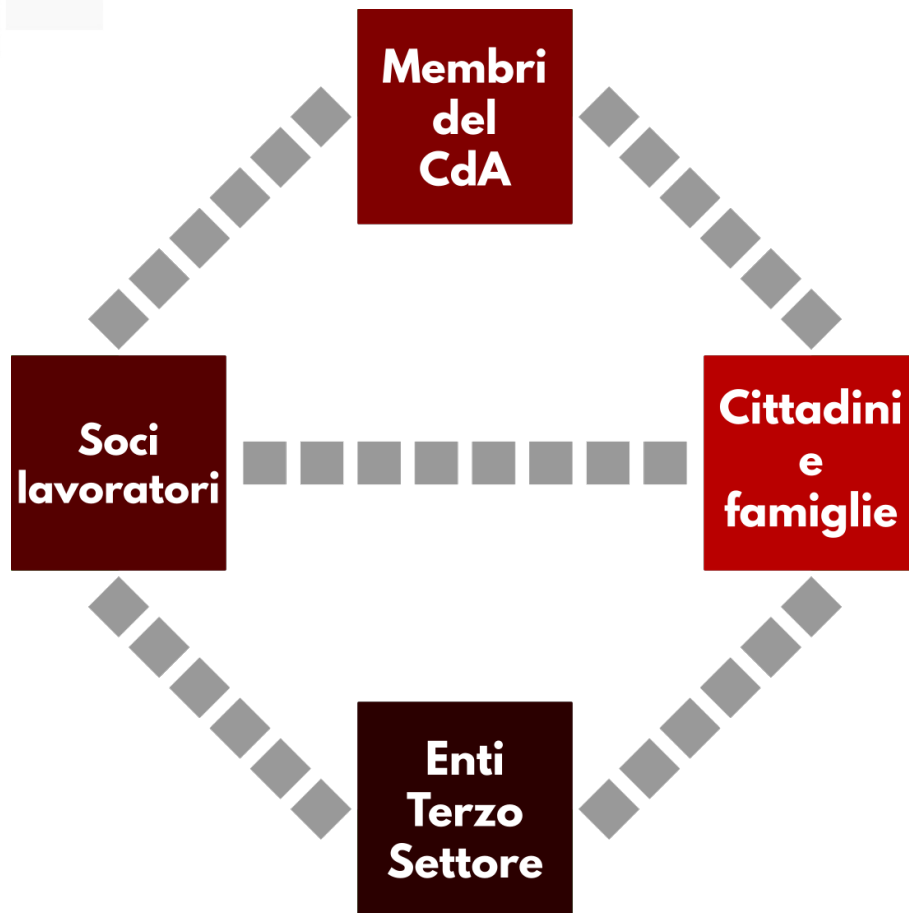 Membri
del
CdA
Soci
lavoratori
Cittadini
e
famiglie
Enti
Terzo
Settore